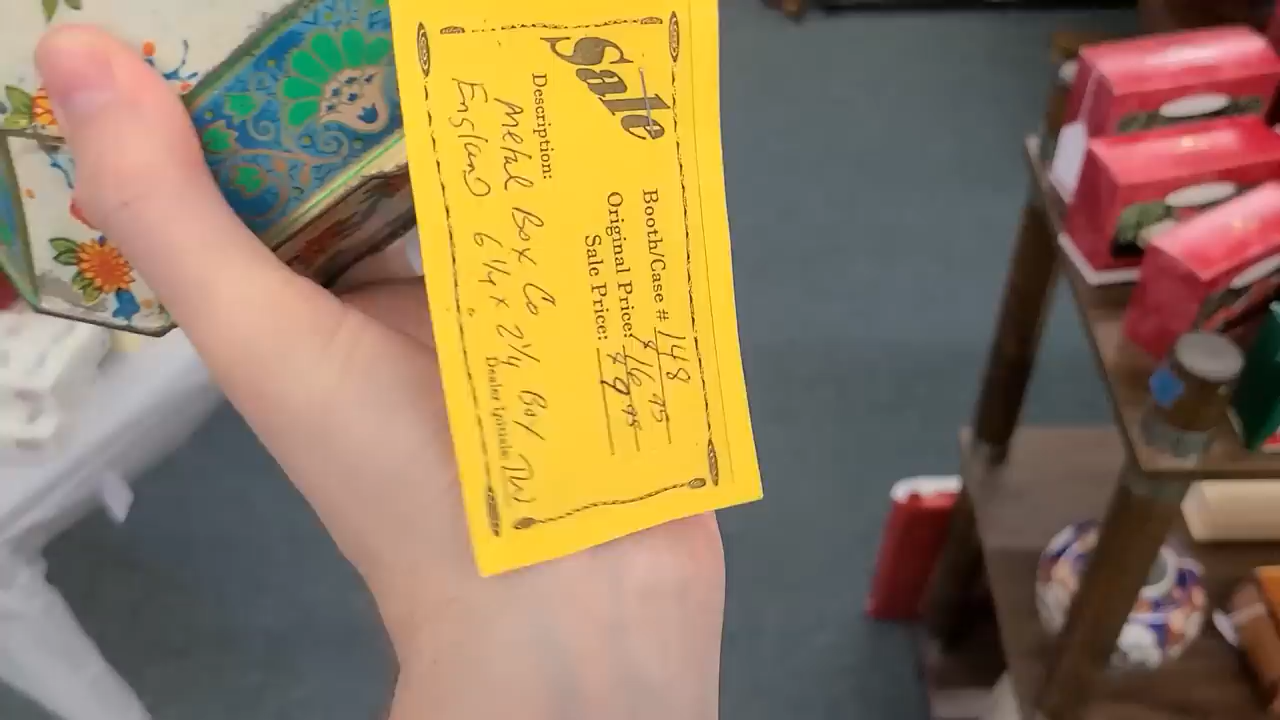 Sale
Booth/Case # 148
Original Price: $16.95
Sale Price: $9.95
Description:
Metal Box Co
England 6 1/4 x 2 1/4 Box
Dealer Initials: TW